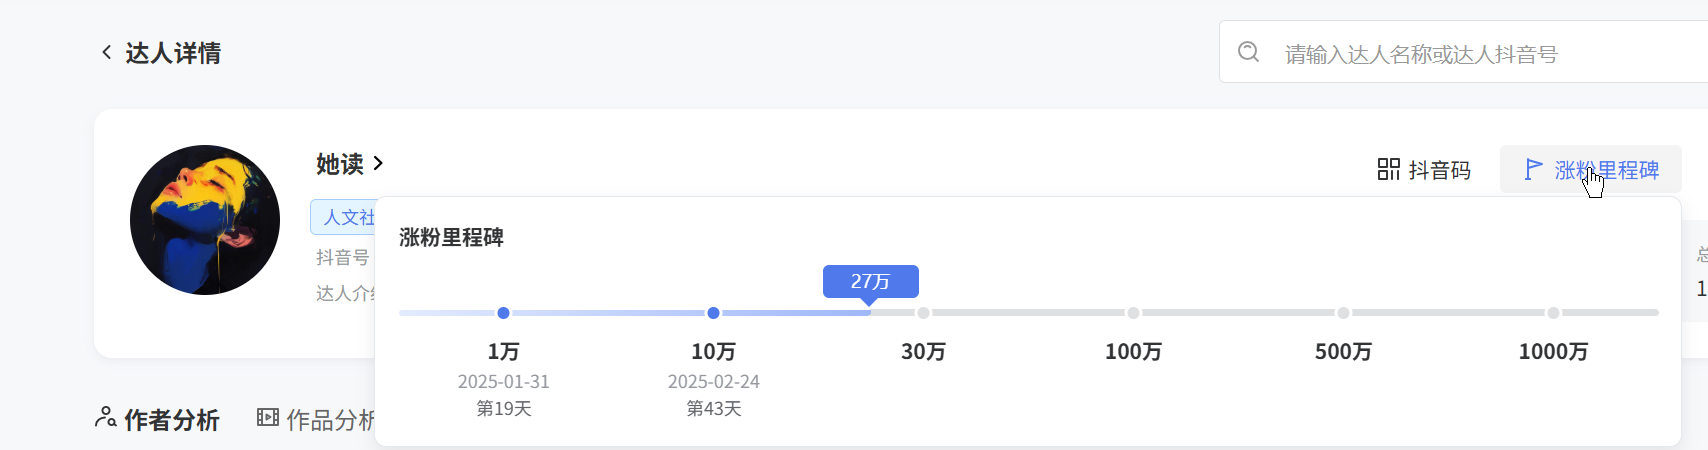 达人详情
请输入达人名称或达人抖音号
她读
抖音码
涨粉里程碑
人文社
抖音号
达人介
涨粉里程碑
27万
1万
10万
30万
100万
500万
1000万
2025-01-31
2025-02-24
第19天
第43天
总
1
作者分析
作品分析